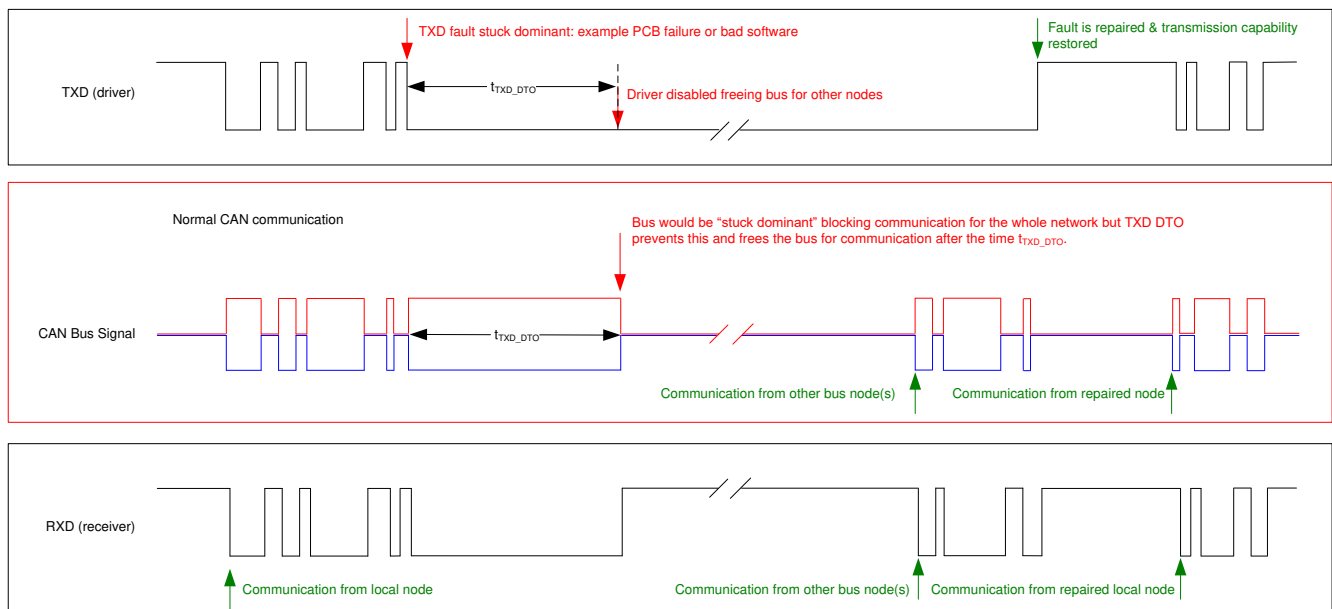 TXD fault stuck dominant: example PCB failure or bad software
Fault is repaired & transmission capability
restored
TXD (driver)
tTXD_DTO
Driver disabled freeing bus for other nodes
Normal CAN communication
Bus would be “stuck dominant” blocking communication for the whole network but TXD DTO
prevents this and frees the bus for communication after the time tTXD_DTO.
CAN Bus Signal
tTXD_DTO
Communication from other bus node(s)
Communication from repaired node
RXD (receiver)
Communication from local node
Communication from other bus node(s)
Communication from repaired local node